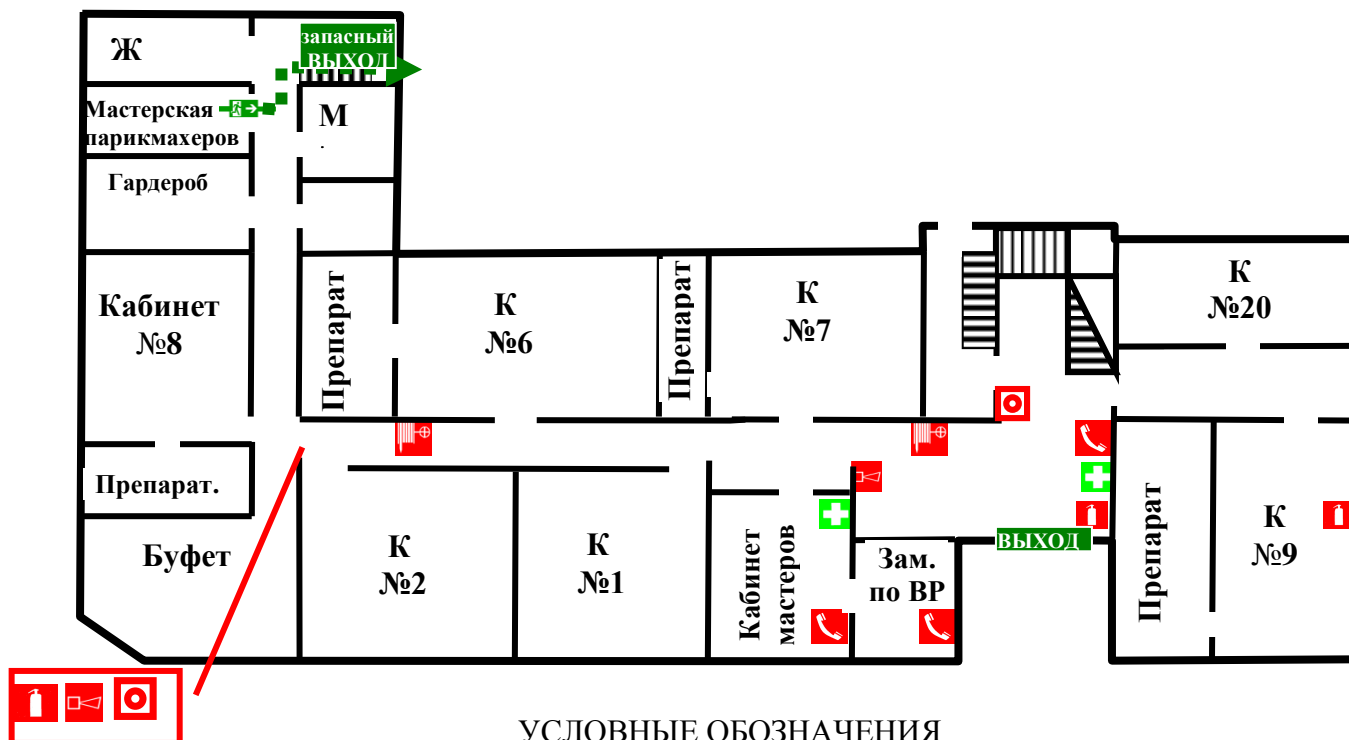 Ж
запасный
ВЫХОД
Мастерская
парикмахеров
М
.
Гардероб
Кабинет
№8
Препарат
К
№6
Препарат
К
№7
К
№20
Препарат.
Буфет
К
№2
К
№1
Кабинет
мастеров
Зам.
по ВР
ВЫХОД
Препарат
К
№9
УСЛОВНЫЕ ОБОЗНАЧЕНИЯ